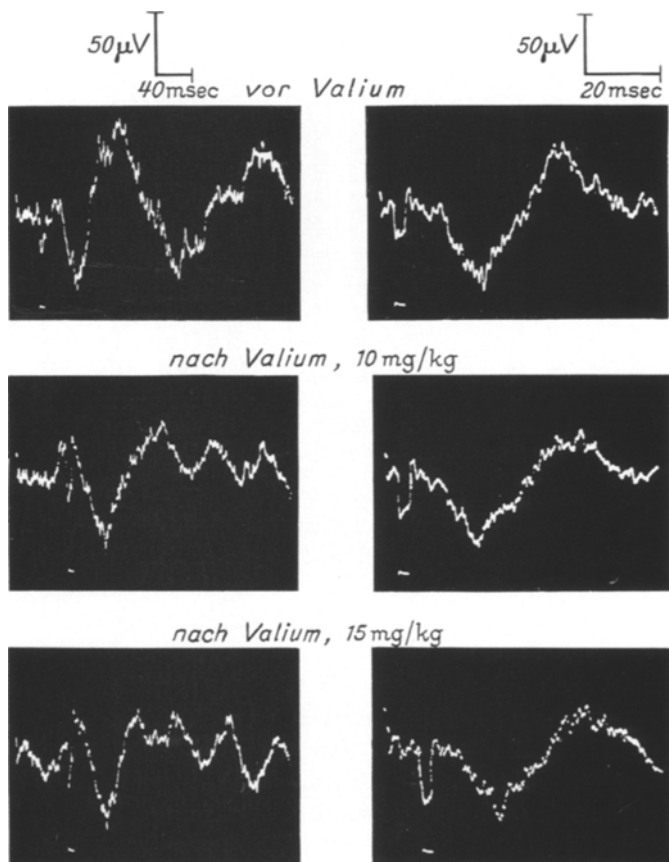 50μV 50μV
40msec vor Valium 20msec
nach Valium, 10mg/kg
nach Valium, 15mg/kg